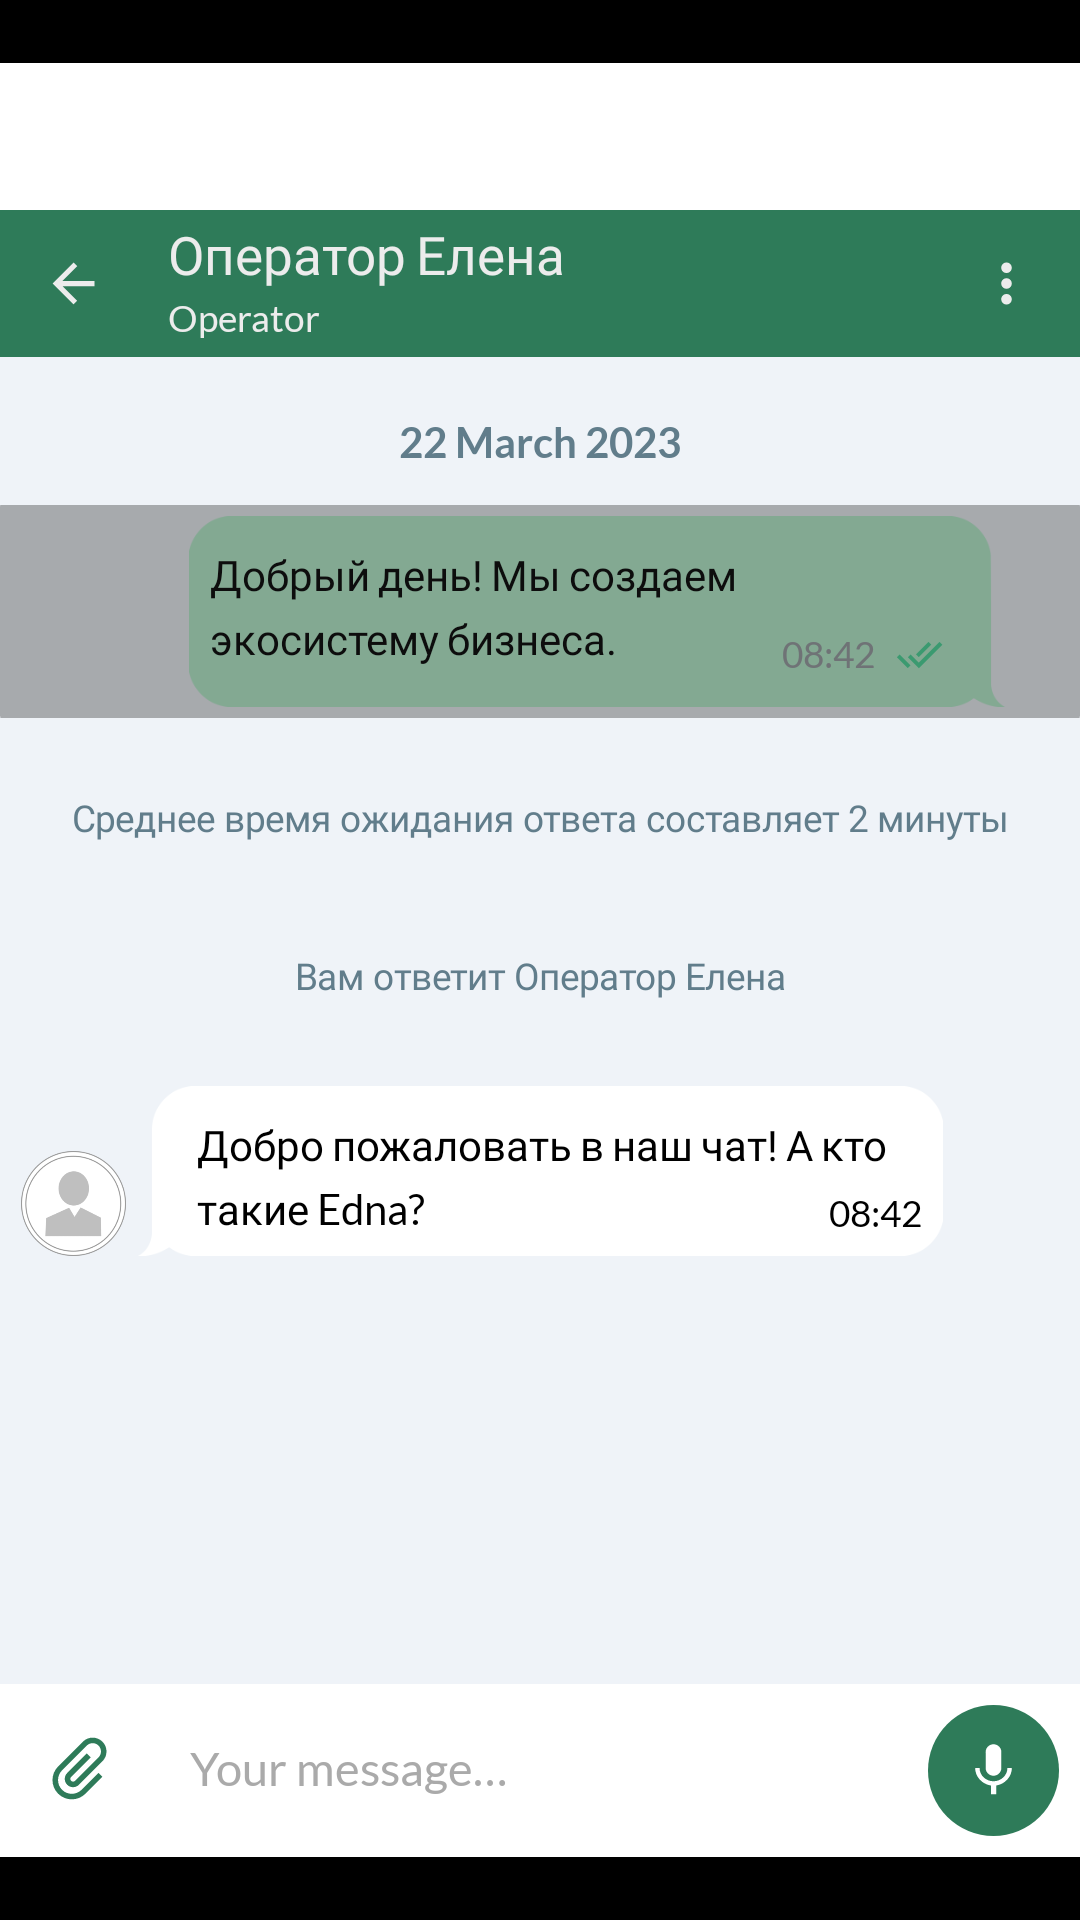 Оператор Елена
Operator
22 March 2023
Добрый день! Мы создаем
экосистему бизнеса.
08:42
Среднее время ожидания ответа составляет 2 минуты
Вам ответит Оператор Елена
Добро пожаловать в наш чат! А кто
такие Edna?
08:42
Your message...